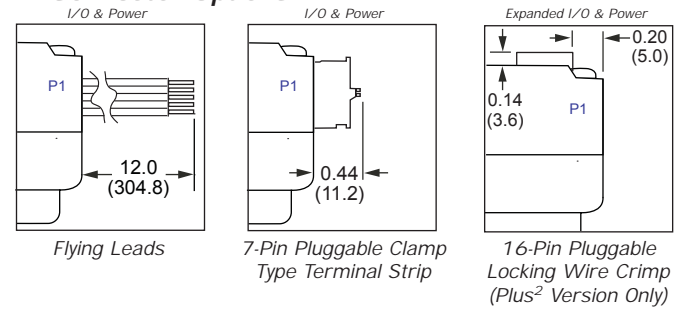 I/O & Power
P1
12.0
(304.8)
Flying Leads
I/O & Power
P1
0.44
(11.2)
7-Pin Pluggable Clamp
Type Terminal Strip
Expanded I/O & Power
0.20
(5.0)
0.14
(3.6)
P1
16-Pin Pluggable
Locking Wire Crimp
(Plus² Version Only)